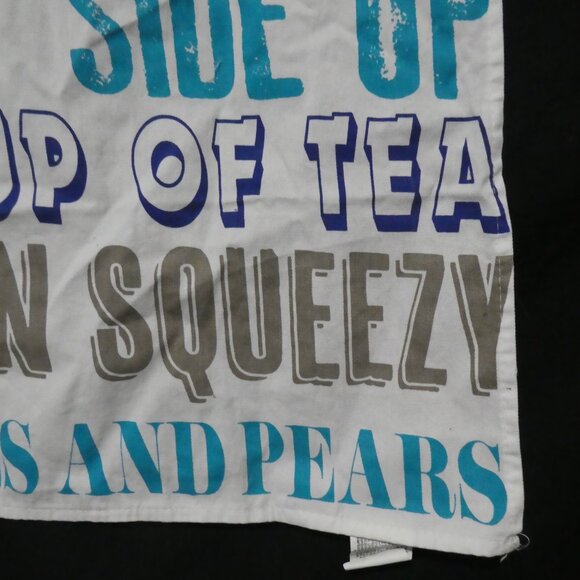 SIDE UP
UP OF TEA
N SQUEEZY
S AND PEARS